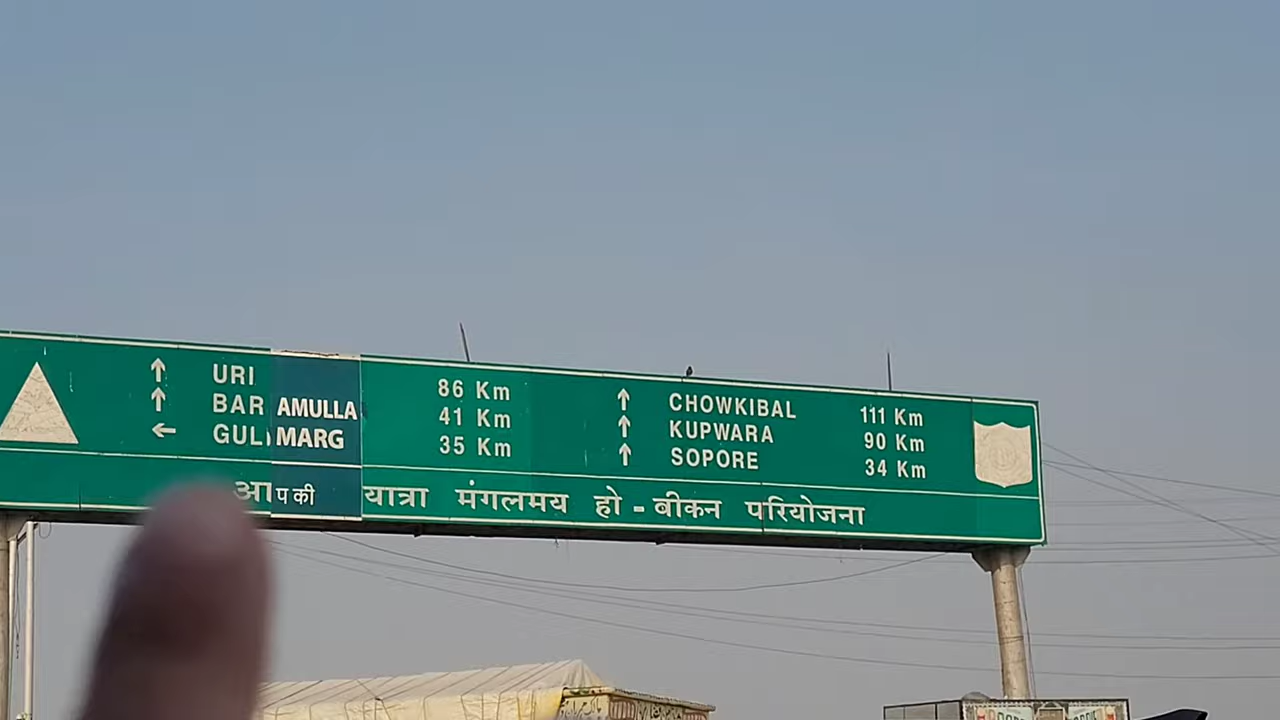 ↑ URI 86 Km
↑ BARAMULLA 41 Km
← GULMARG 35 Km
↑ CHOWKIBAL 111 Km
↑ KUPWARA 90 Km
↑ SOPORE 34 Km
आपकी यात्रा मंगलमय हो - बीकन परियोजना